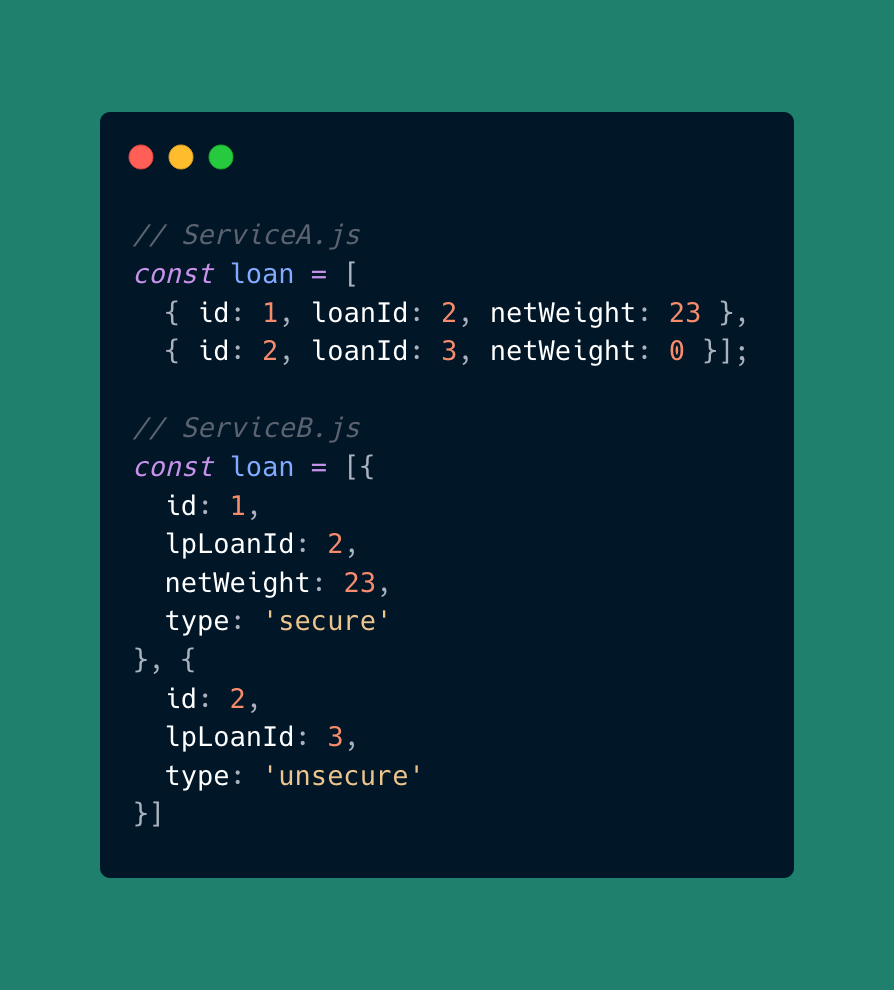 // ServiceA.js
const loan = [
  { id: 1, loanId: 2, netWeight: 23 },
  { id: 2, loanId: 3, netWeight: 0 }];

// ServiceB.js
const loan = [{
  id: 1,
  lpLoanId: 2,
  netWeight: 23,
  type: 'secure'
}, {
  id: 2,
  lpLoanId: 3,
  type: 'unsecure'
}]